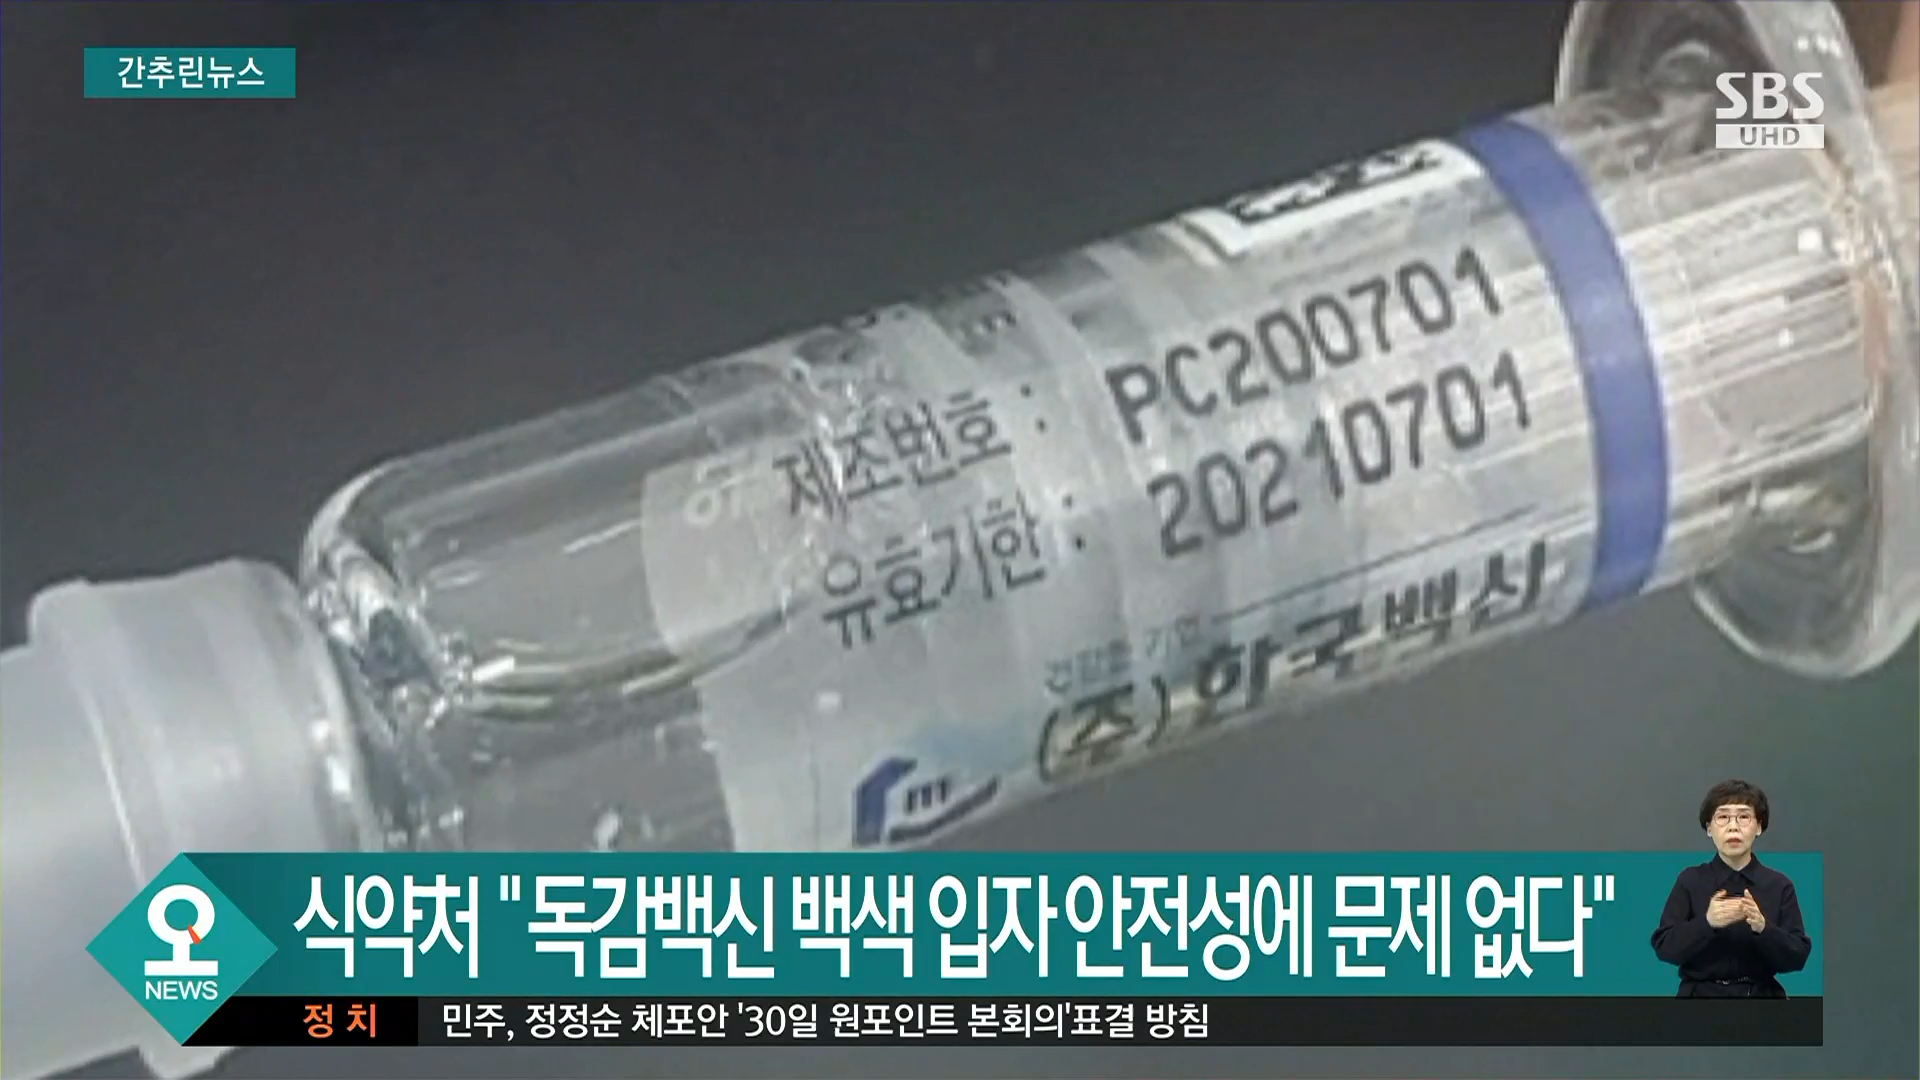 간추린뉴스
SBS
UHD
제조번호 : PC200701
유효기한 : 20210701
(주)한국백신
m
식약처 "독감백신 백색 입자 안전성에 문제 없다"
오
NEWS
정 치
민주, 정정순 체포안 '30일 원포인트 본회의'표결 방침